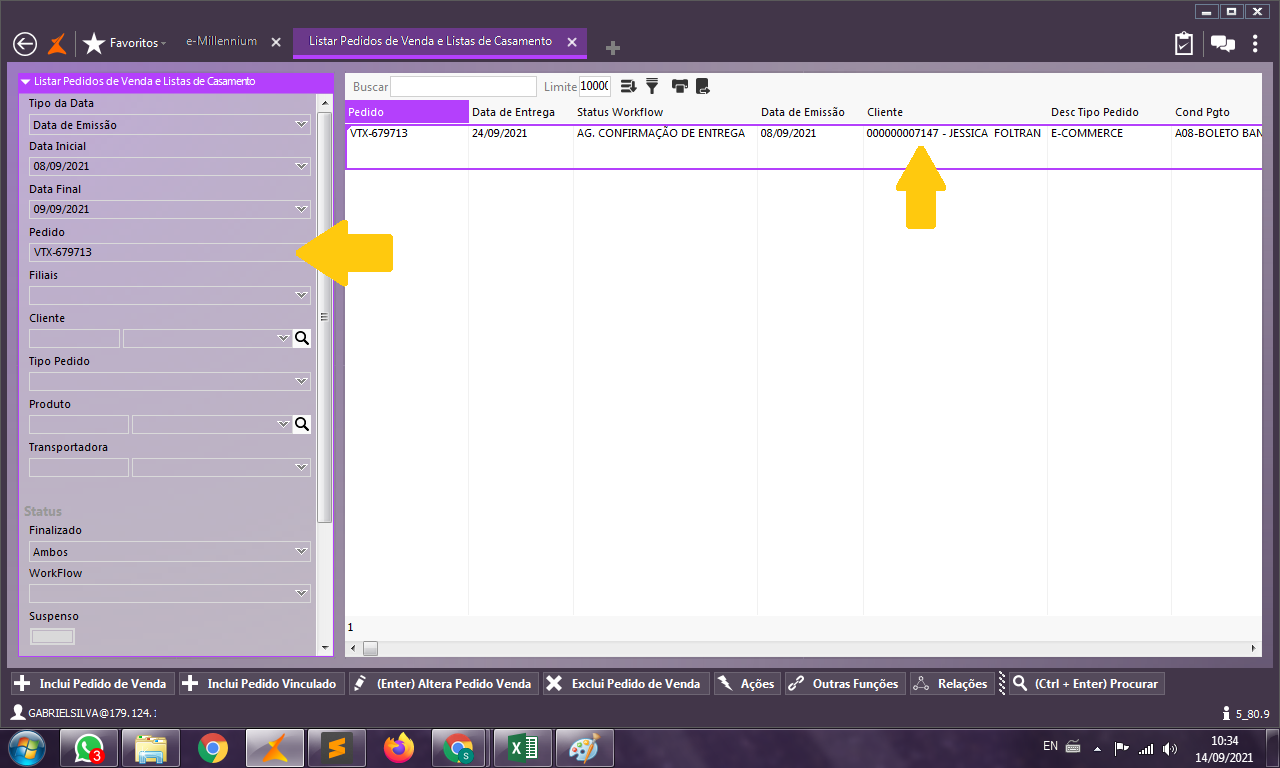 Favoritos
e-Millennium
Listar Pedidos de Venda e Listas de Casamento
Listar Pedidos de Venda e Listas de Casamento
Tipo da Data
Data de Emissão
Data Inicial
08/09/2021
Data Final
09/09/2021
Pedido
VTX-679713
Filiais
Cliente
Tipo Pedido
Produto
Transportadora
Status
Finalizado
Ambos
WorkFlow
Suspenso
Buscar Limite 1000
Pedido Data de Entrega Status Workflow Data de Emissão Cliente Desc Tipo Pedido Cond Pgto
VTX-679713 24/09/2021 AG. CONFIRMAÇÃO DE ENTREGA 08/09/2021 000000007147 - JESSICA FOLTRAN E-COMMERCE A08-BOLETO BAN
1
Inclui Pedido de Venda Inclui Pedido Vinculado (Enter) Altera Pedido Venda Exclui Pedido de Venda Ações Outras Funções Relações (Ctrl + Enter) Procurar
GABRIELSILVA@179.124.: 5_80.9
3 S EN 10:34
14/09/2021